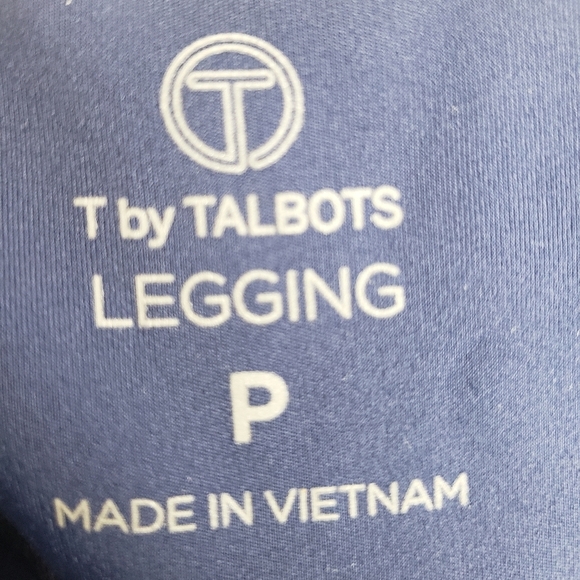 T
T by TALBOTS
LEGGING
P
MADE IN VIETNAM